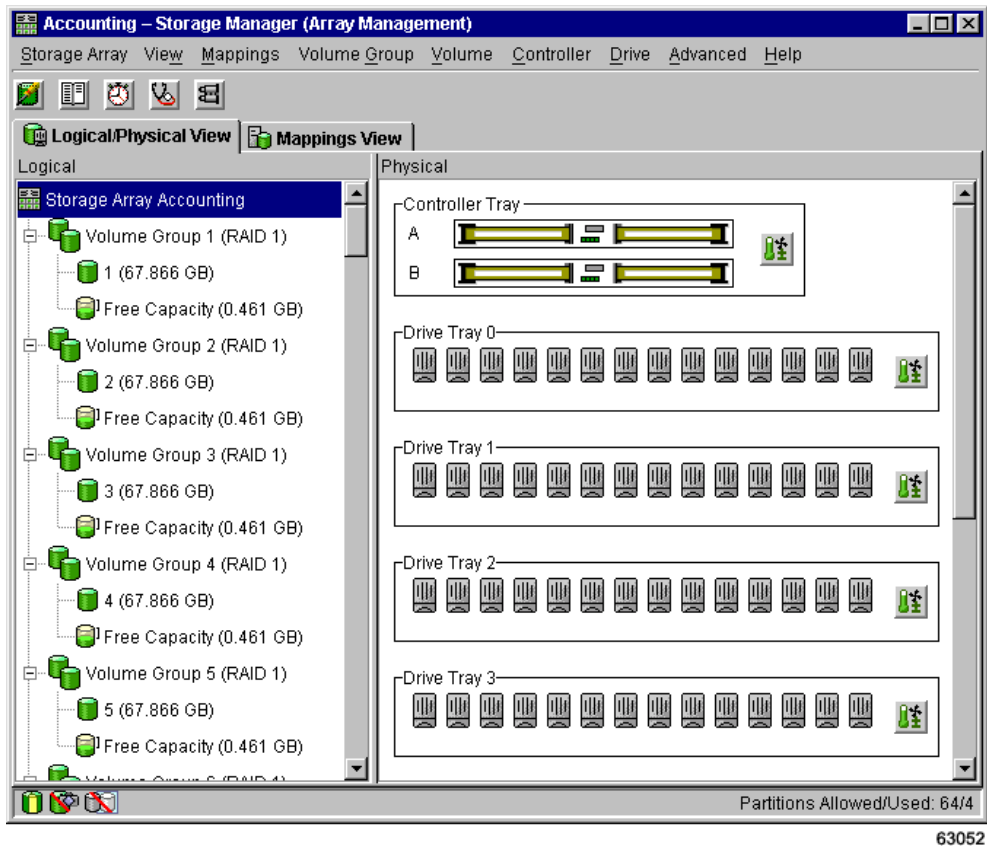 Accounting – Storage Manager (Array Management)
Storage Array View Mappings Volume Group Volume Controller Drive Advanced Help
Logical/Physical View Mappings View
Logical
Storage Array Accounting
Volume Group 1 (RAID 1)
1 (67.866 GB)
Free Capacity (0.461 GB)
Volume Group 2 (RAID 1)
2 (67.866 GB)
Free Capacity (0.461 GB)
Volume Group 3 (RAID 1)
3 (67.866 GB)
Free Capacity (0.461 GB)
Volume Group 4 (RAID 1)
4 (67.866 GB)
Free Capacity (0.461 GB)
Volume Group 5 (RAID 1)
5 (67.866 GB)
Free Capacity (0.461 GB)
Volume Group 6 (RAID 1)
Physical
Controller Tray
A
B
Drive Tray 0
Drive Tray 1
Drive Tray 2
Drive Tray 3
Partitions Allowed/Used: 64/4
63052